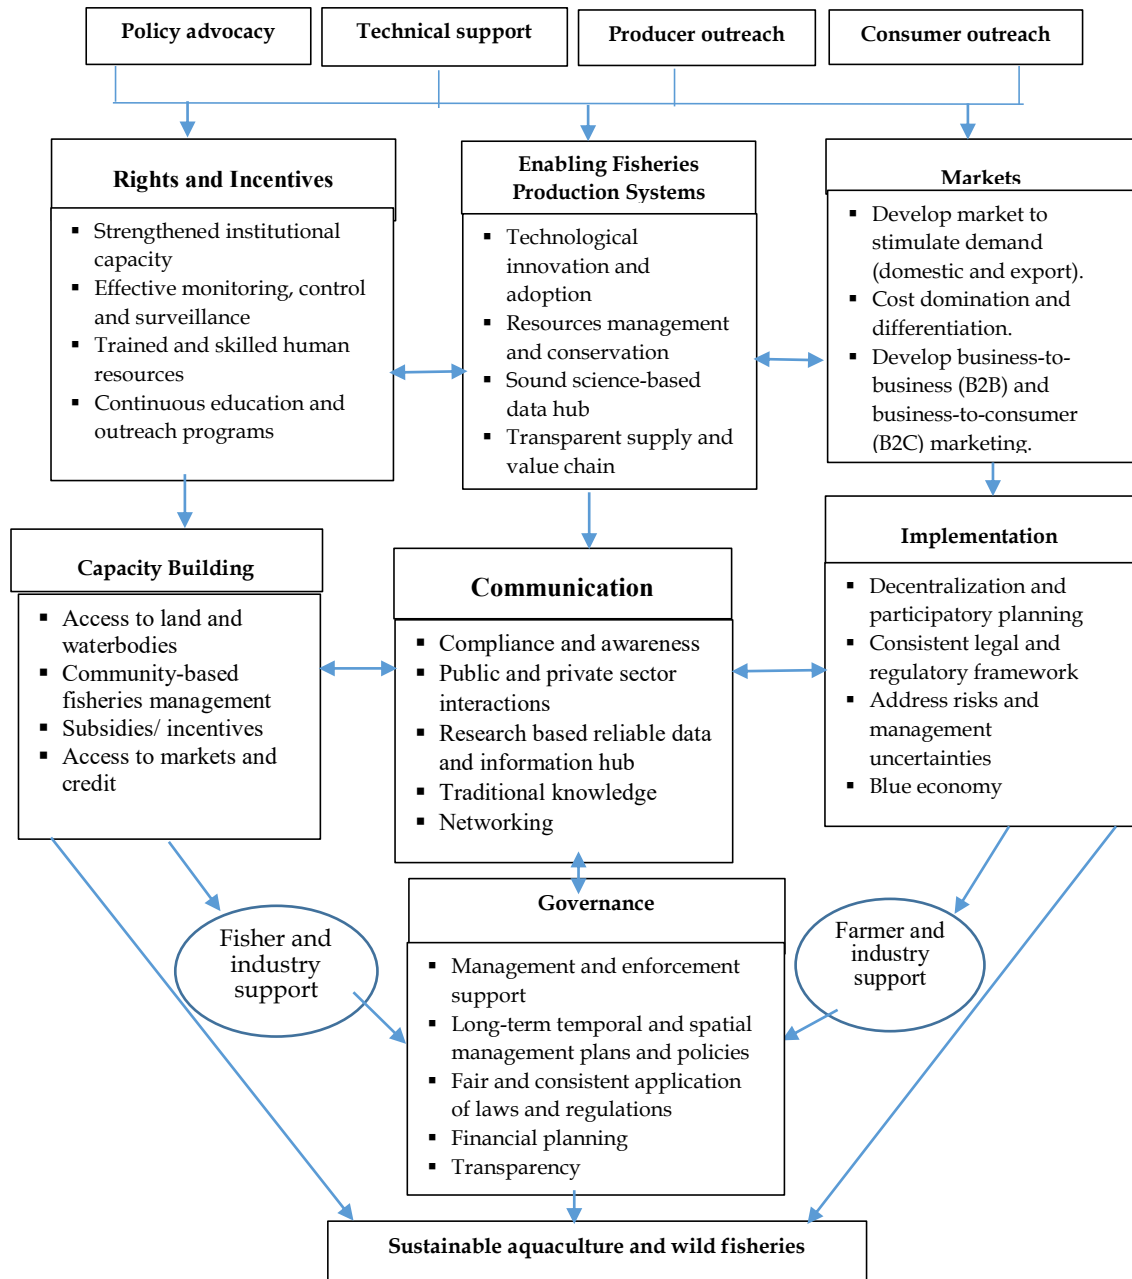 Policy advocacy
Technical support
Producer outreach
Consumer outreach
Rights and Incentives
▪ Strengthened institutional
capacity
▪ Effective monitoring, control
and surveillance
▪ Trained and skilled human
resources
▪ Continuous education and
outreach programs
Enabling Fisheries
Production Systems
▪ Technological
innovation and
adoption
▪ Resources management
and conservation
▪ Sound science-based
data hub
▪ Transparent supply and
value chain
Markets
▪ Develop market to
stimulate demand
(domestic and export).
▪ Cost domination and
differentiation.
▪ Develop business-to-
business (B2B) and
business-to-consumer
(B2C) marketing.
Capacity Building
▪ Access to land and
waterbodies
▪ Community-based
fisheries management
▪ Subsidies/ incentives
▪ Access to markets and
credit
Communication
▪ Compliance and awareness
▪ Public and private sector
interactions
▪ Research based reliable data
and information hub
▪ Traditional knowledge
▪ Networking
Implementation
▪ Decentralization and
participatory planning
▪ Consistent legal and
regulatory framework
▪ Address risks and
management
uncertainties
▪ Blue economy
Fisher and
industry
support
Governance
▪ Management and enforcement
support
▪ Long-term temporal and spatial
management plans and policies
▪ Fair and consistent application
of laws and regulations
▪ Financial planning
▪ Transparency
Farmer and
industry
support
Sustainable aquaculture and wild fisheries